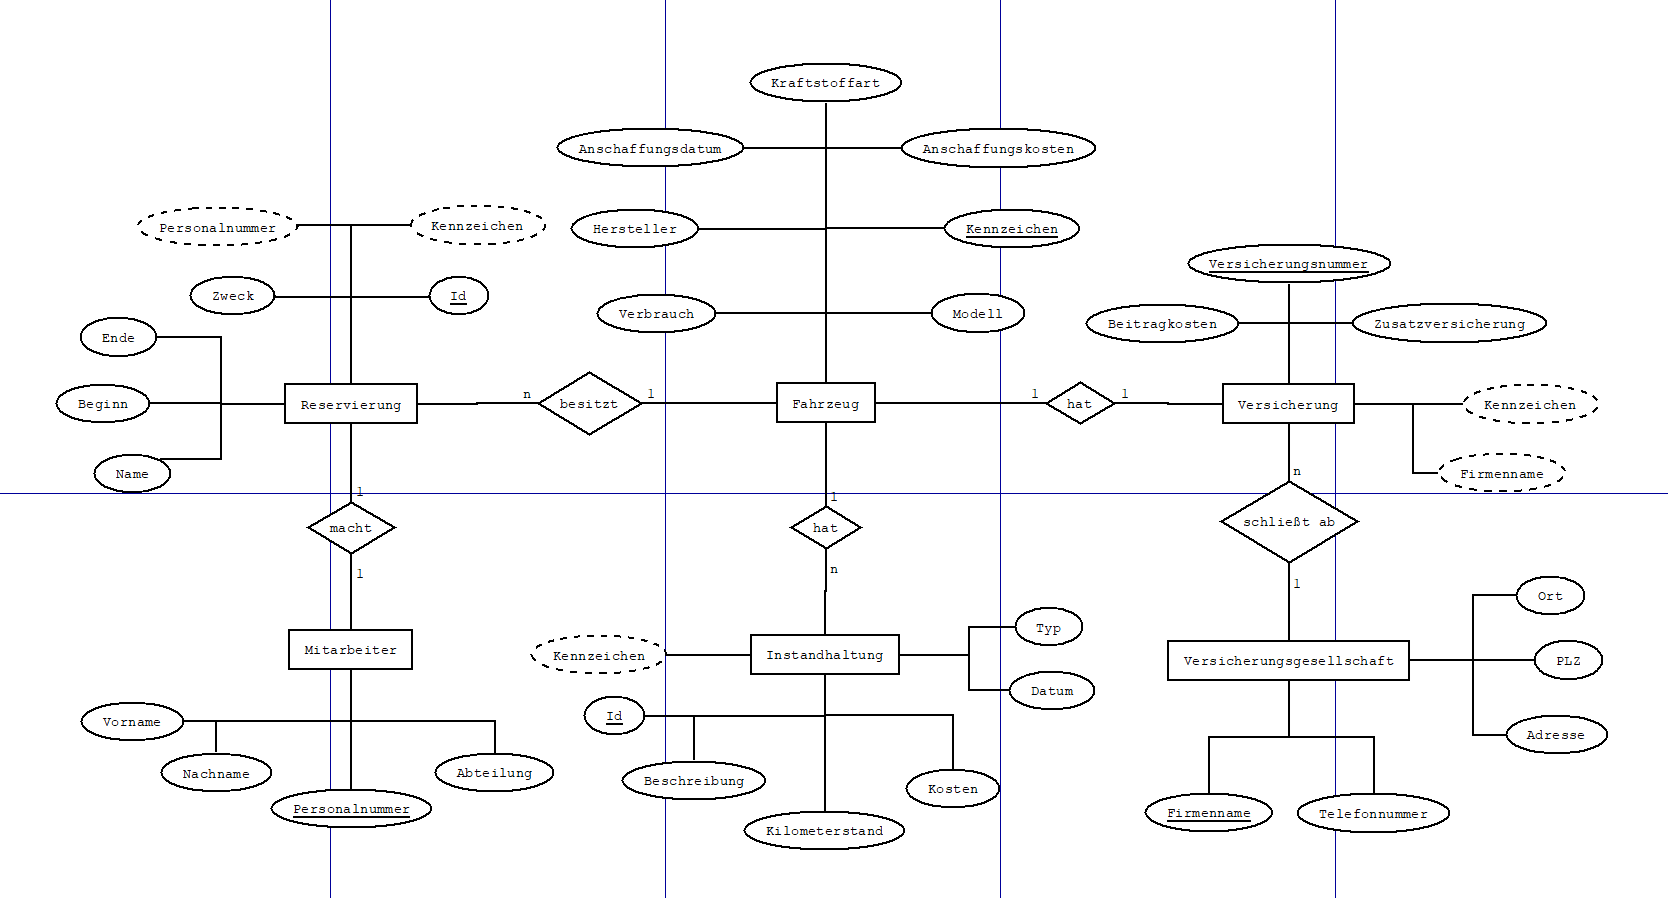 Kraftstoffart
Anschaffungsdatum
Anschaffungskosten
Personalnummer
Kennzeichen
Hersteller
Kennzeichen
Versicherungsnummer
Zweck
Id
Verbrauch
Modell
Beitragkosten
Zusatzversicherung
Ende
Beginn
Reservierung
n
besitzt
1
Fahrzeug
1
hat
1
Versicherung
Kennzeichen
Name
Firmenname
1
1
n
macht
hat
schließt ab
1
n
1
Ort
Mitarbeiter
Kennzeichen
Instandhaltung
Typ
Versicherungsgesellschaft
PLZ
Datum
Vorname
Id
Adresse
Nachname
Abteilung
Beschreibung
Kosten
Personalnummer
Kilometerstand
Firmenname
Telefonnummer